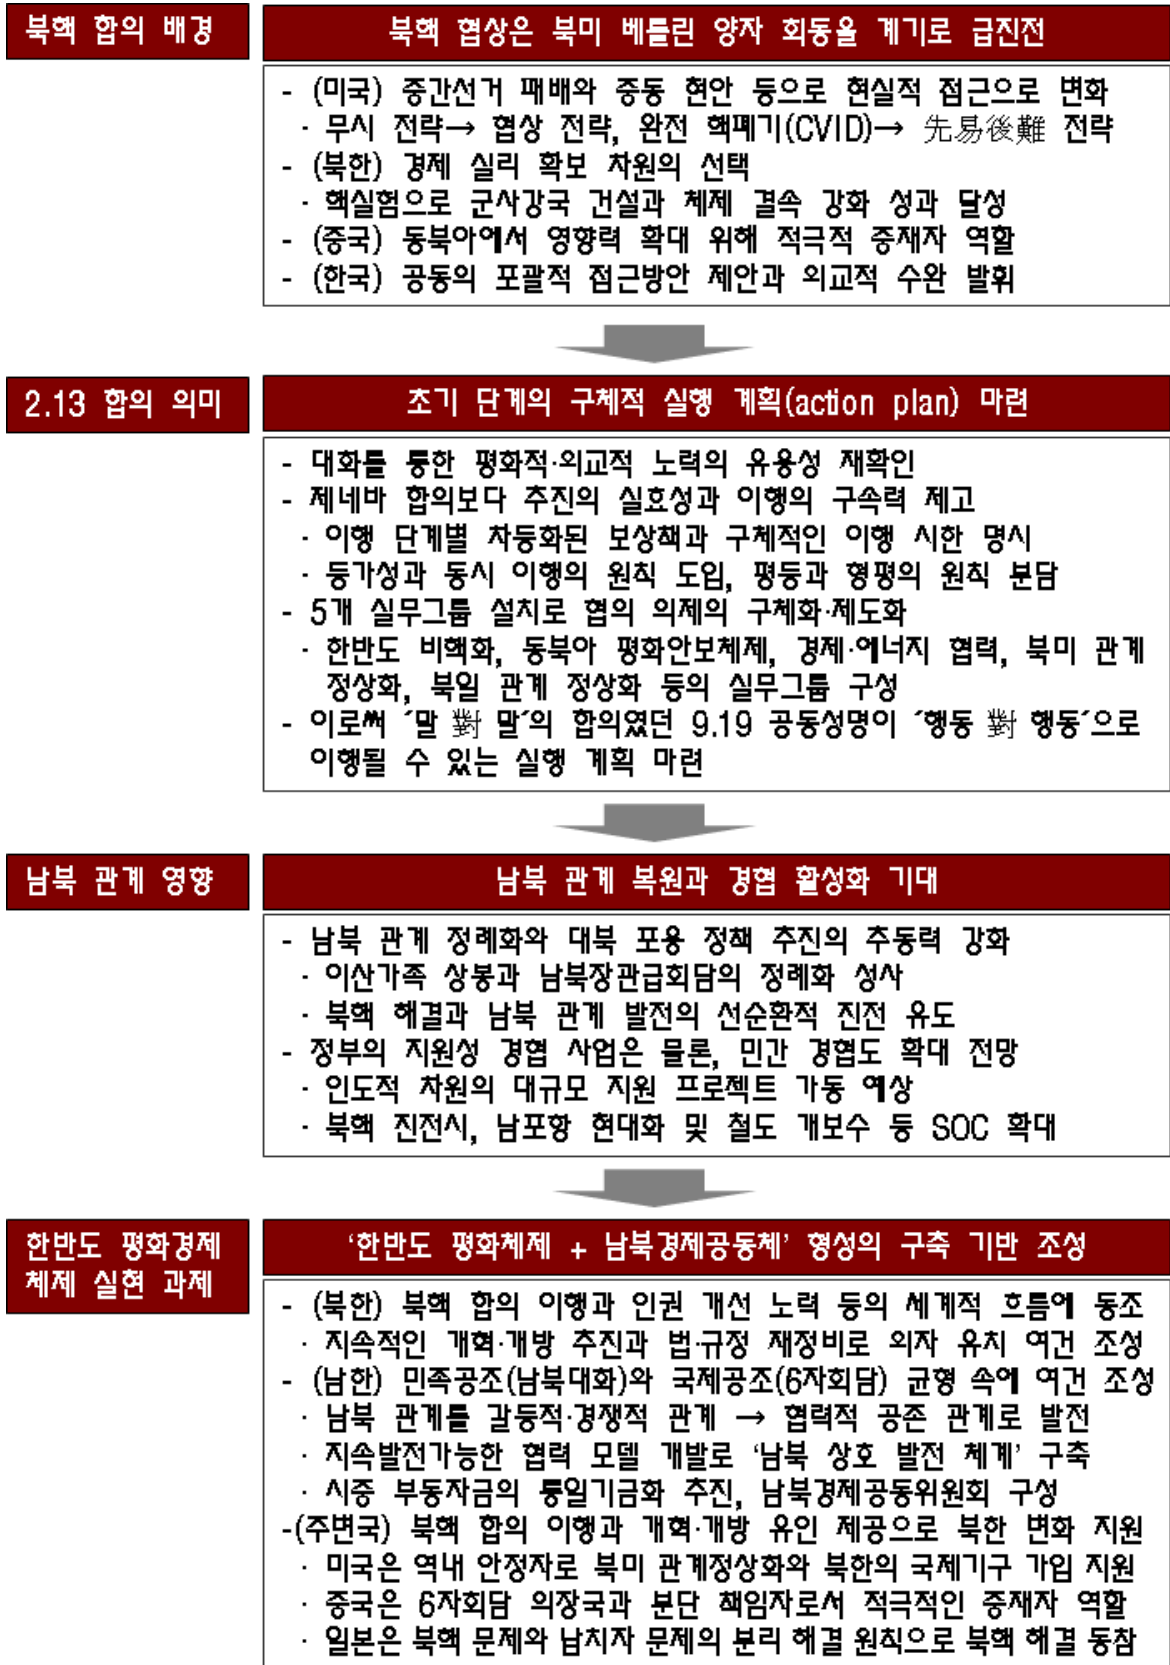 북핵 합의 배경
북핵 협상은 북미 베를린 양자 회동을 계기로 급진전
- (미국) 중간선거 패배와 중동 현안 등으로 현실적 접근으로 변화
· 무시 전략→ 협상 전략, 완전 핵폐기(CVID)→ 先易後難 전략
- (북한) 경제 실리 확보 차원의 선택
· 핵실험으로 군사강국 건설과 체제 결속 강화 성과 달성
- (중국) 동북아에서 영향력 확대 위해 적극적 중재자 역할
- (한국) 공동의 포괄적 접근방안 제안과 외교적 수완 발휘
2.13 합의 의미
초기 단계의 구체적 실행 계획(action plan) 마련
- 대화를 통한 평화적·외교적 노력의 유용성 재확인
- 제네바 합의보다 추진의 실효성과 이행의 구속력 제고
· 이행 단계별 차등화된 보상책과 구체적인 이행 시한 명시
· 등가성과 동시 이행의 원칙 도입, 평등과 형평의 원칙 분담
- 5개 실무그룹 설치로 협의 의제의 구체화·제도화
· 한반도 비핵화, 동북아 평화안보체제, 경제·에너지 협력, 북미 관계
정상화, 북일 관계 정상화 등의 실무그룹 구성
- 이로써 ´말 對 말´의 합의였던 9.19 공동성명이 ´행동 對 행동´으로
이행될 수 있는 실행 계획 마련
남북 관계 영향
남북 관계 복원과 경협 활성화 기대
- 남북 관계 정례화와 대북 포용 정책 추진의 추동력 강화
· 이산가족 상봉과 남북장관급회담의 정례화 성사
· 북핵 해결과 남북 관계 발전의 선순환적 진전 유도
- 정부의 지원성 경협 사업은 물론, 민간 경협도 확대 전망
· 인도적 차원의 대규모 지원 프로젝트 가동 예상
· 북핵 진전시, 남포항 현대화 및 철도 개보수 등 SOC 확대
한반도 평화경제
체제 실현 과제
‘한반도 평화체제 + 남북경제공동체’ 형성의 구축 기반 조성
- (북한) 북핵 합의 이행과 인권 개선 노력 등의 세계적 흐름에 동조
· 지속적인 개혁·개방 추진과 법·규정 재정비로 외자 유치 여건 조성
- (남한) 민족공조(남북대화)와 국제공조(6자회담) 균형 속에 여건 조성
· 남북 관계를 갈등적·경쟁적 관계 → 협력적 공존 관계로 발전
· 지속발전가능한 협력 모델 개발로 ‘남북 상호 발전 체계’ 구축
· 시중 부동자금의 통일기금화 추진, 남북경제공동위원회 구성
-(주변국) 북핵 합의 이행과 개혁·개방 유인 제공으로 북한 변화 지원
· 미국은 역내 안정자로 북미 관계정상화와 북한의 국제기구 가입 지원
· 중국은 6자회담 의장국과 분단 책임자로서 적극적인 중재자 역할
· 일본은 북핵 문제와 납치자 문제의 분리 해결 원칙으로 북핵 해결 동참